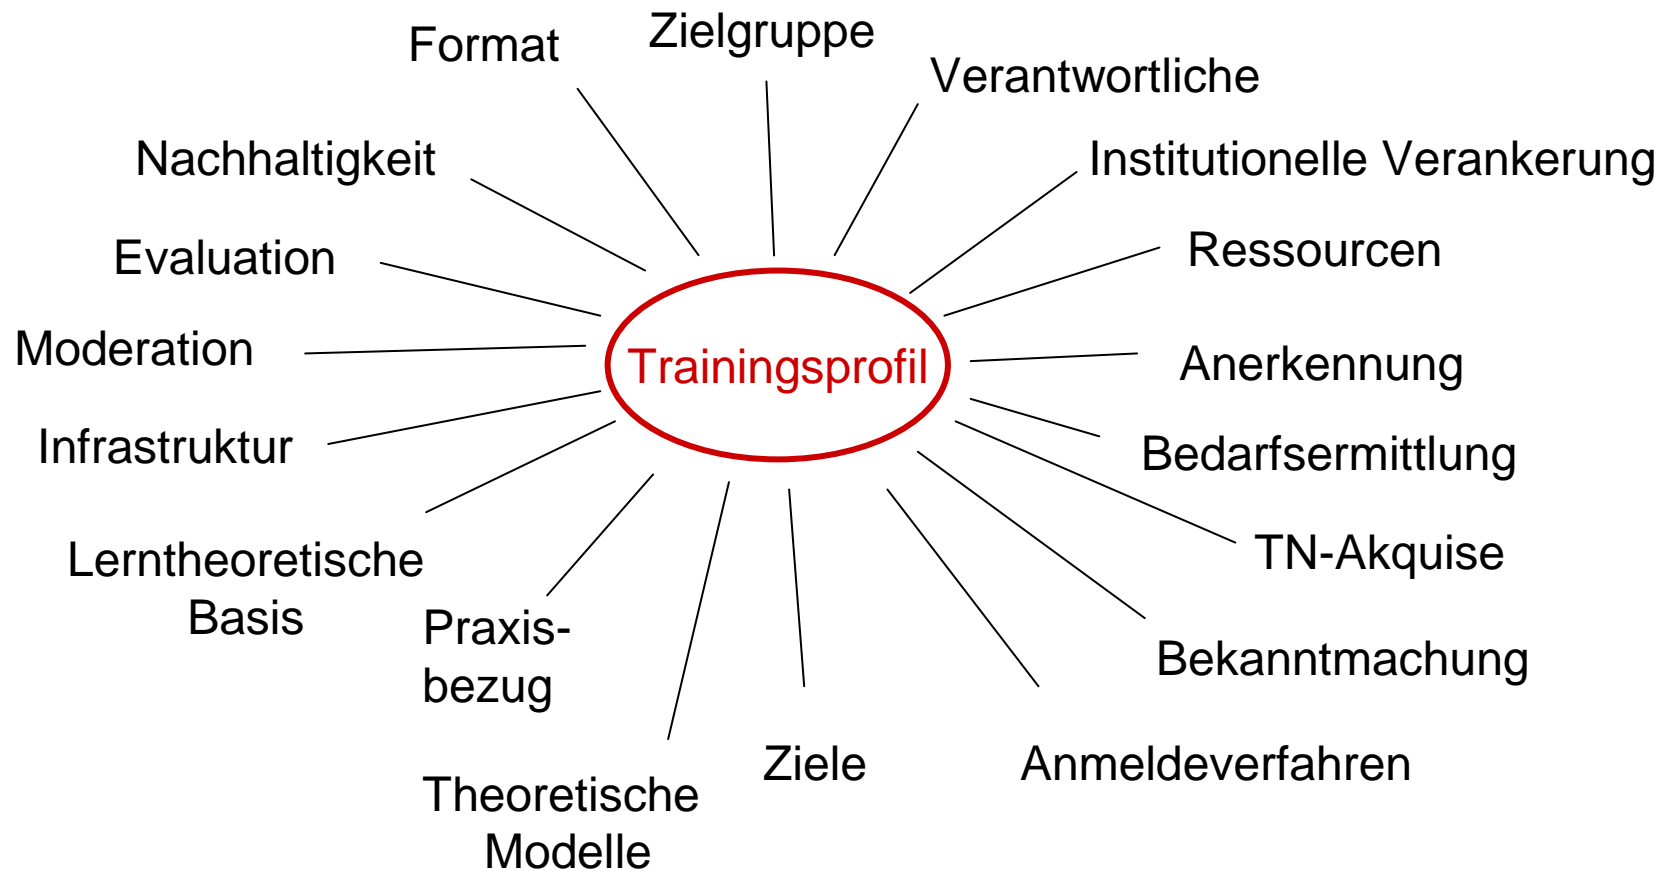 Format
Zielgruppe
Verantwortliche
Nachhaltigkeit
Institutionelle Verankerung
Evaluation
Ressourcen
Moderation
Trainingsprofil
Anerkennung
Infrastruktur
Bedarfsermittlung
Lerntheoretische
Basis
TN-Akquise
Praxis-
bezug
Bekanntmachung
Theoretische
Modelle
Ziele
Anmeldeverfahren